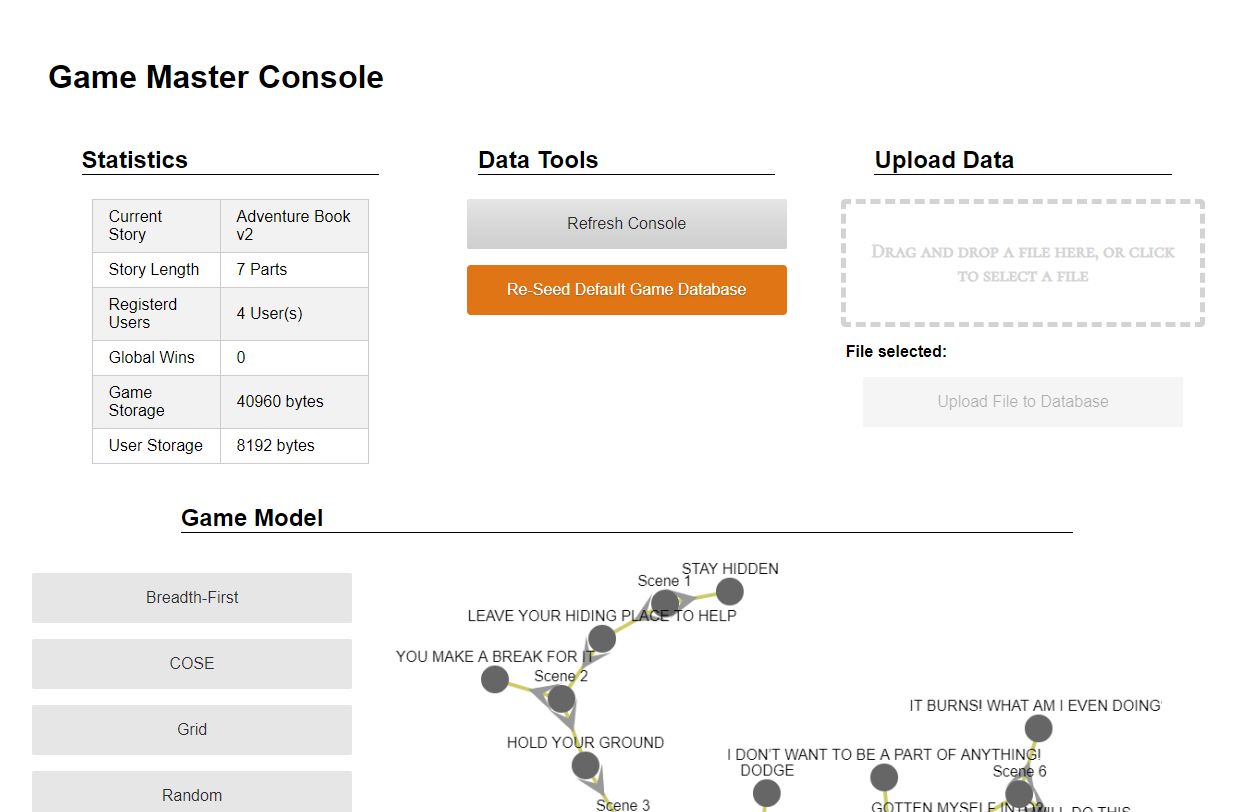 Game Master Console
Statistics
Data Tools
Upload Data
Current
Story
Adventure Book
v2
Story Length
7 Parts
Registerd
Users
4 User(s)
Global Wins
0
Game
Storage
40960 bytes
User Storage
8192 bytes
Refresh Console
Re-Seed Default Game Database
Drag and drop a file here, or click
to select a file
File selected:
Upload File to Database
Game Model
Breadth-First
COSE
Grid
Random
STAY HIDDEN
Scene 1
LEAVE YOUR HIDING PLACE TO HELP
YOU MAKE A BREAK FOR IT
Scene 2
HOLD YOUR GROUND
Scene 3
IT BURNS! WHAT AM I EVEN DOING
I DON'T WANT TO BE A PART OF ANYTHING!
DODGE
Scene 6
GOTTEN MYSELF INTO?
WILL DO THIS